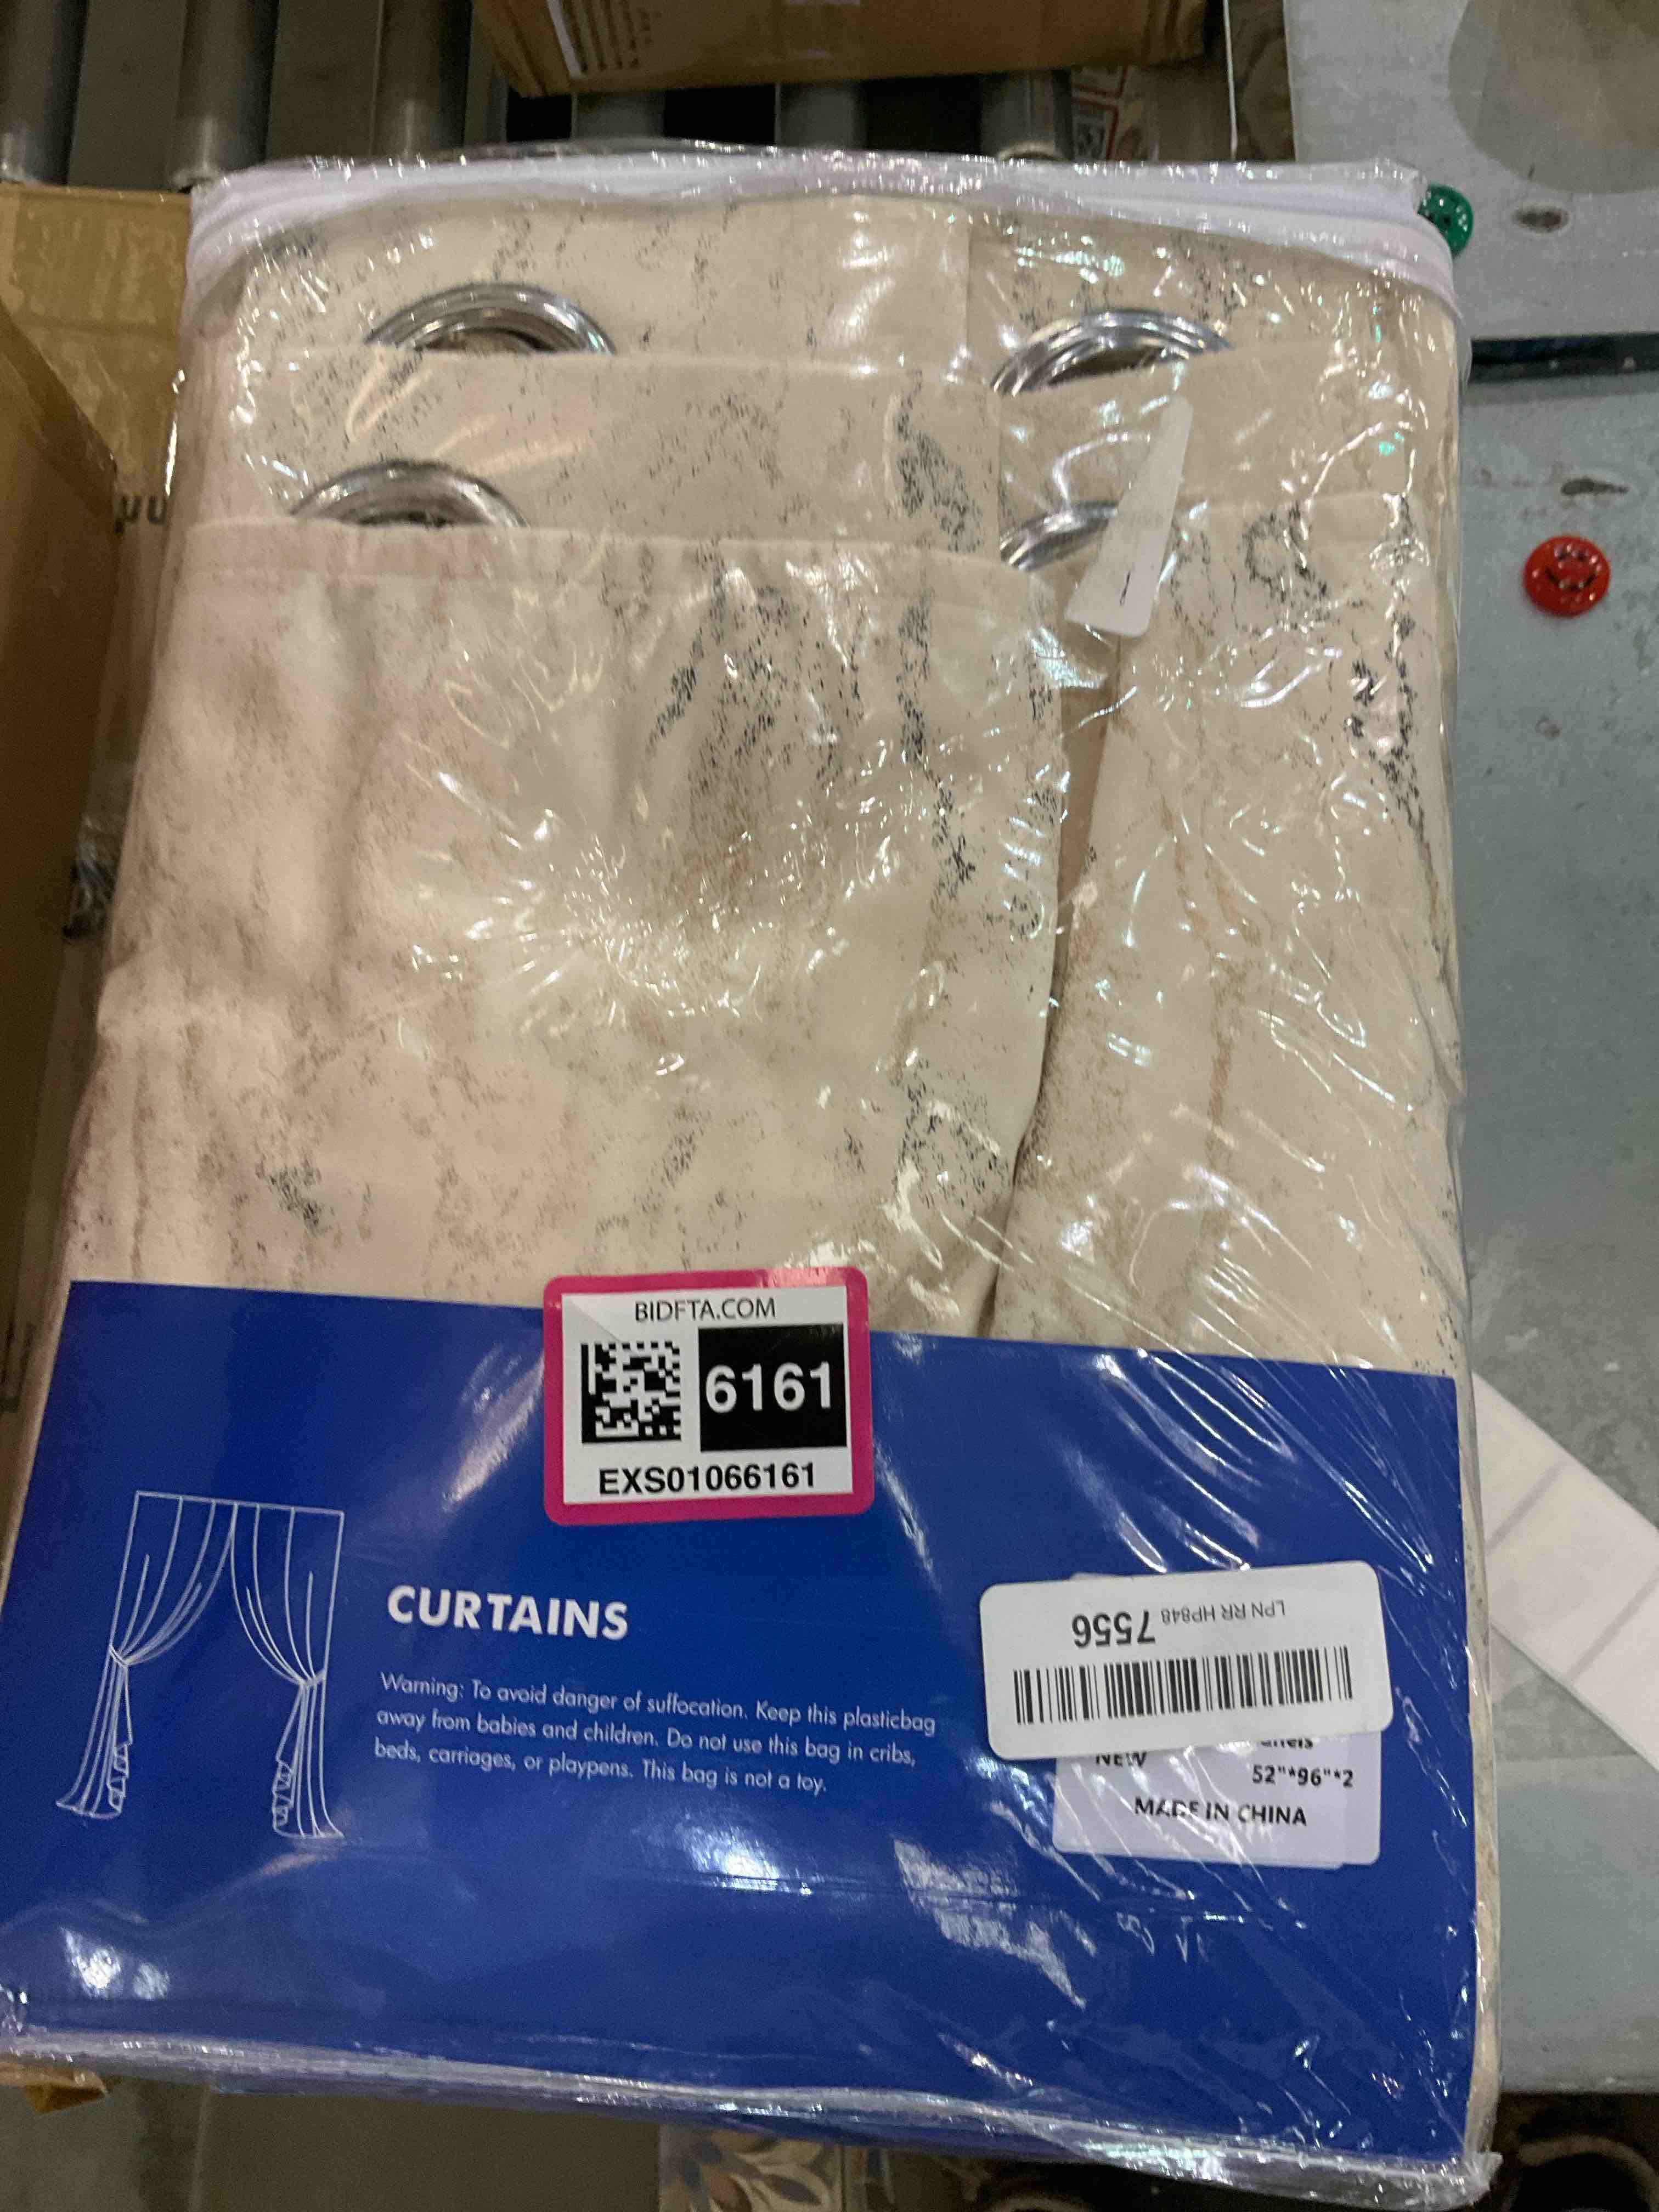 BIDFTA.COM
6161
EXS01066161
CURTAINS
Warning: To avoid danger of suffocation. Keep this plasticbag
away from babies and children. Do not use this bag in cribs,
beds, carriages, or playpens. This bag is not a toy.
LPN RR HP848 7556
NEW
52"*96"*2
MADE IN CHINA